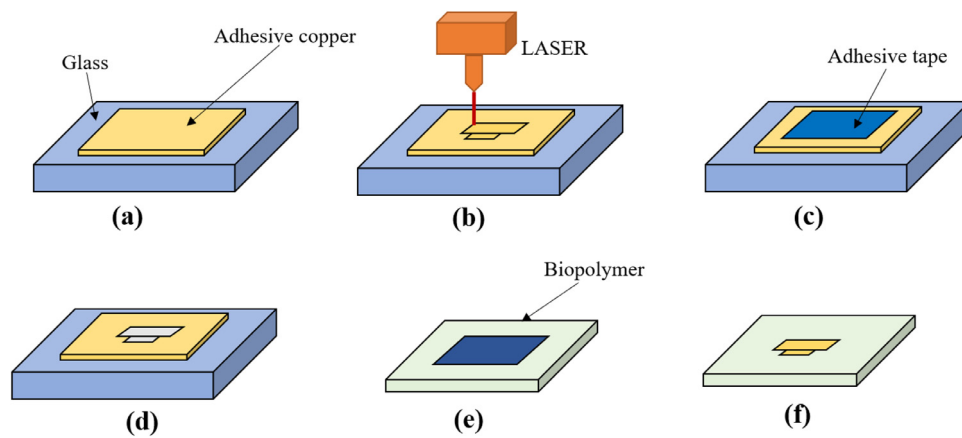 Adhesive copper
Glass
LASER
Adhesive tape
(a)
(b)
(c)
Biopolymer
(d)
(e)
(f)